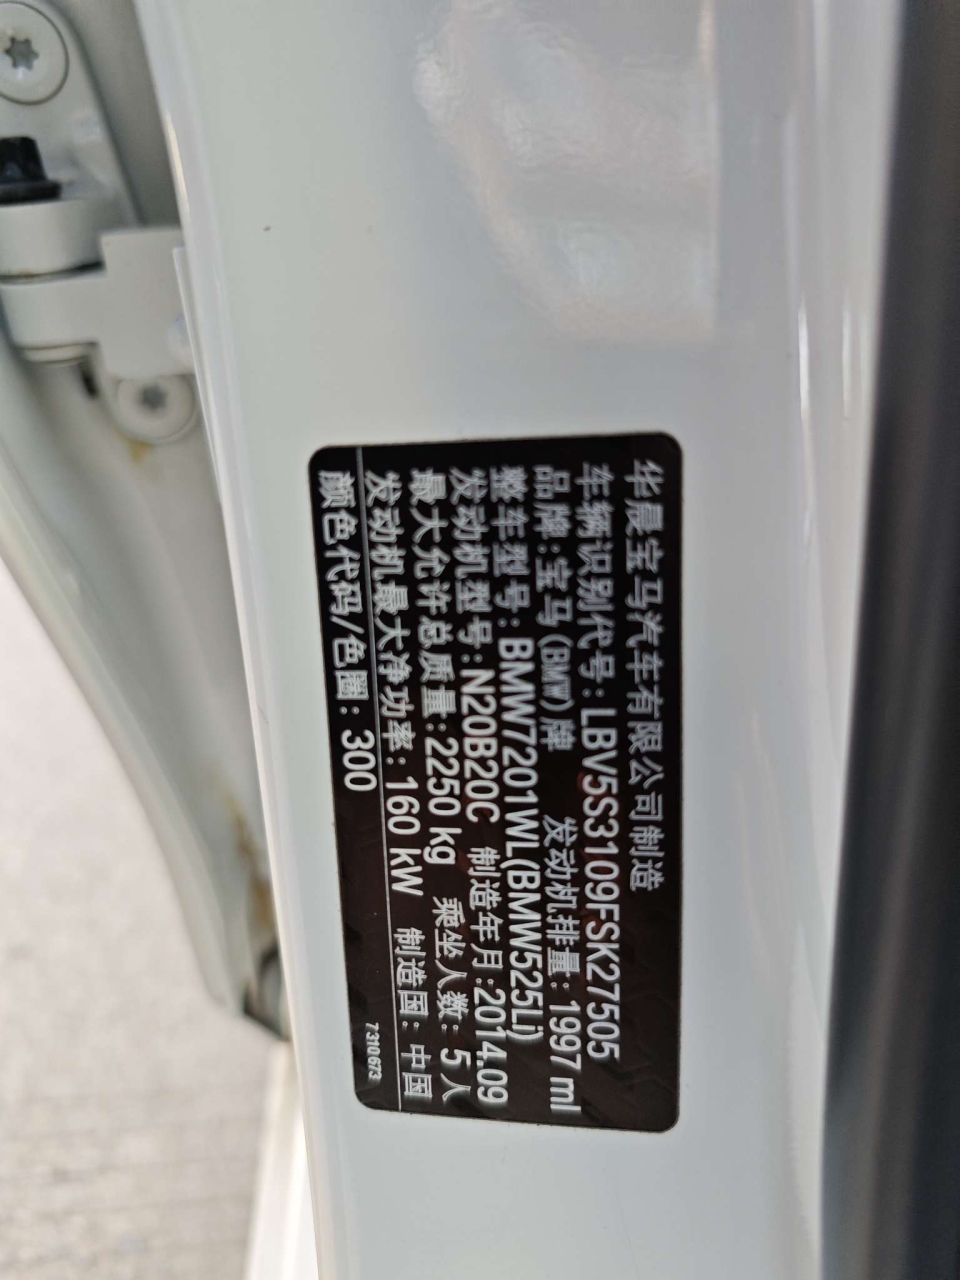 华晨宝马汽车有限公司制造
车辆识别代号：LBV5S3109FSK27505
品牌：宝马(BMW)牌 发动机排量：1997 ml
整车型号：BMW7201WL(BMW525Li)
发动机型号：N20B20C 制造年月：2014.09
最大允许总质量：2250 kg 乘坐人数：5人
发动机最大净功率：160 kW 制造国：中国
颜色代码/色圈：300 7310673